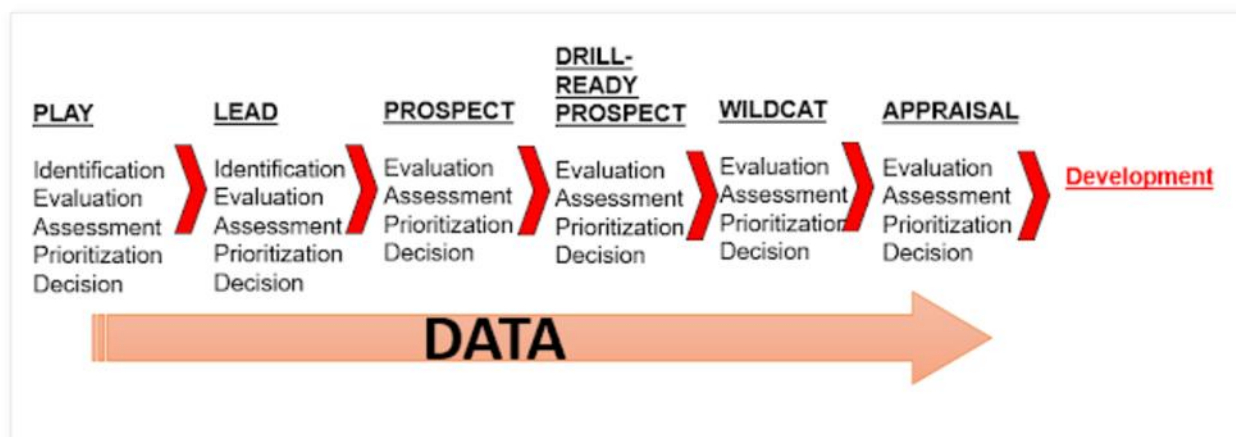 PLAY
Identification
Evaluation
Assessment
Prioritization
Decision
LEAD
Identification
Evaluation
Assessment
Prioritization
Decision
PROSPECT
Evaluation
Assessment
Prioritization
Decision
DRILL-
READY
PROSPECT
Evaluation
Assessment
Prioritization
Decision
WILDCAT
Evaluation
Assessment
Prioritization
Decision
APPRAISAL
Evaluation
Assessment
Prioritization
Decision
Development
DATA